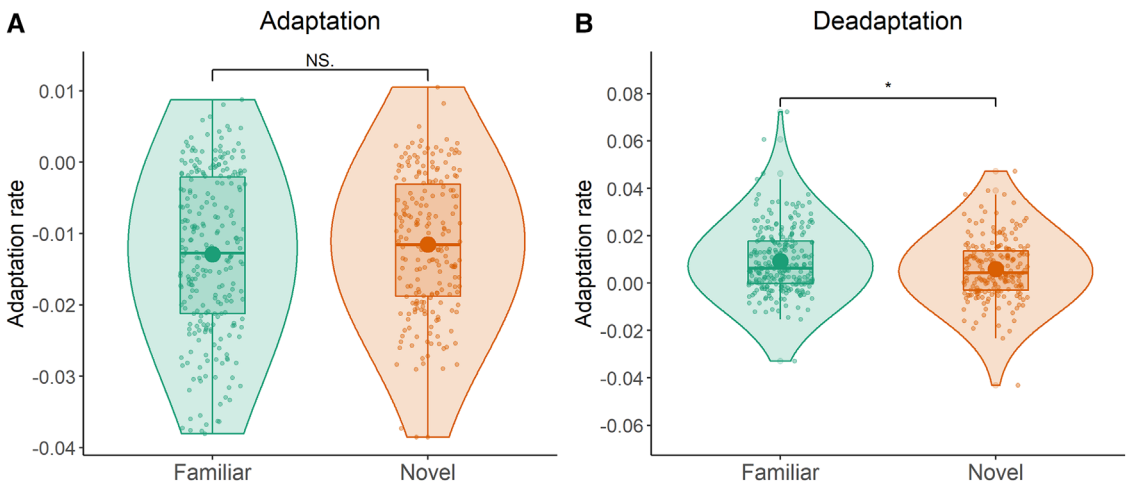 A
Adaptation
NS.
Adaptation rate
0.01
0.00
-0.01
-0.02
-0.03
-0.04
Familiar
Novel
B
Deadaptation
*
Adaptation rate
0.08
0.06
0.04
0.02
0.00
-0.02
-0.04
-0.06
Familiar
Novel